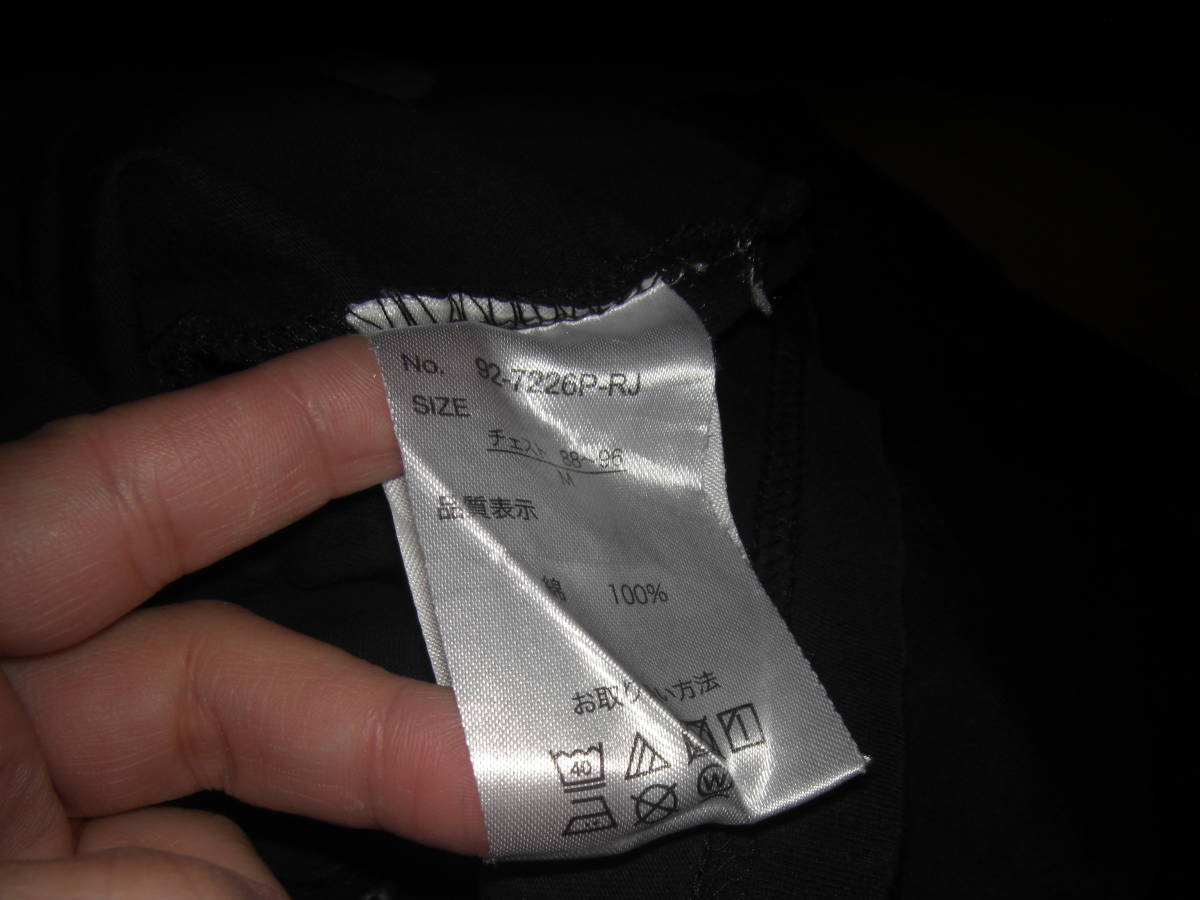 No. 92-7226P-RJ
SIZE
チェスト 88~96
M
品質表示
綿 100%
お取り扱い方法
40
W